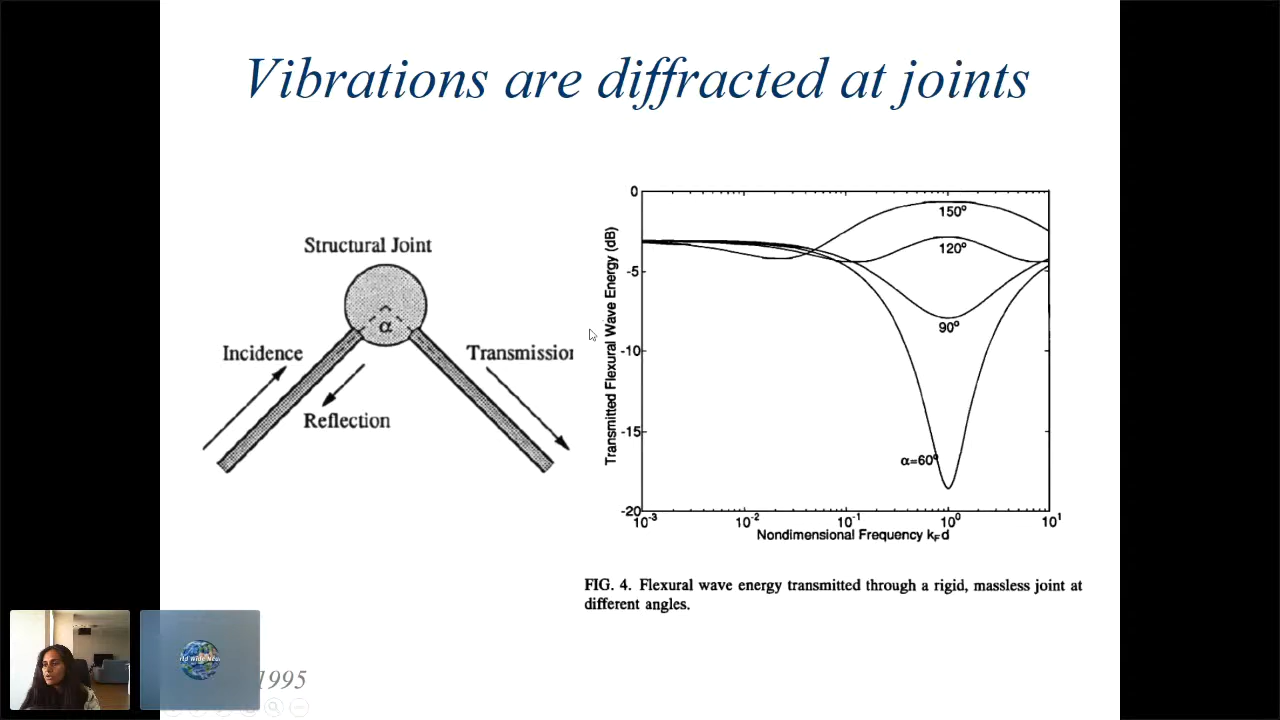 Vibrations are diffracted at joints
Structural Joint
α
Incidence
Transmission
Reflection
Transmitted Flexural Wave Energy (dB)
0
-5
-10
-15
-20
150°
120°
90°
α=60°
10⁻³
10⁻²
10⁻¹
10⁰
10¹
Nondimensional Frequency kFd
FIG. 4. Flexural wave energy transmitted through a rigid, massless joint at
different angles.
1995